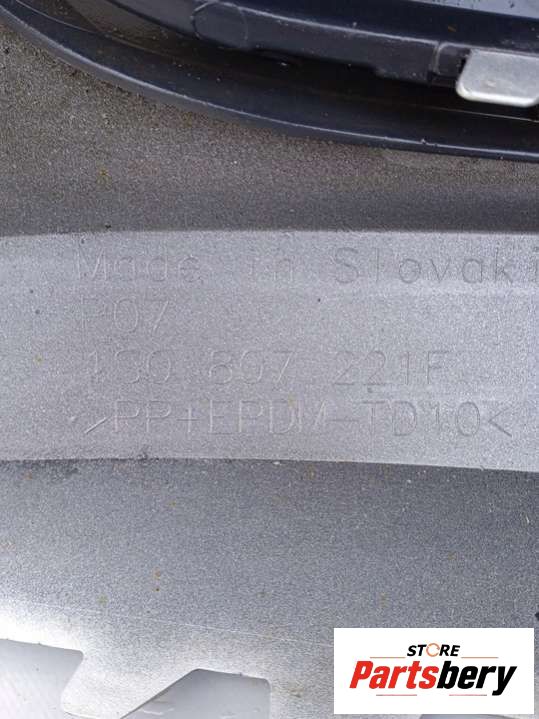 Made in Slovaki
P07
1S0 807 221F
>PP+EPDM-TD10<
STORE
Partsbery